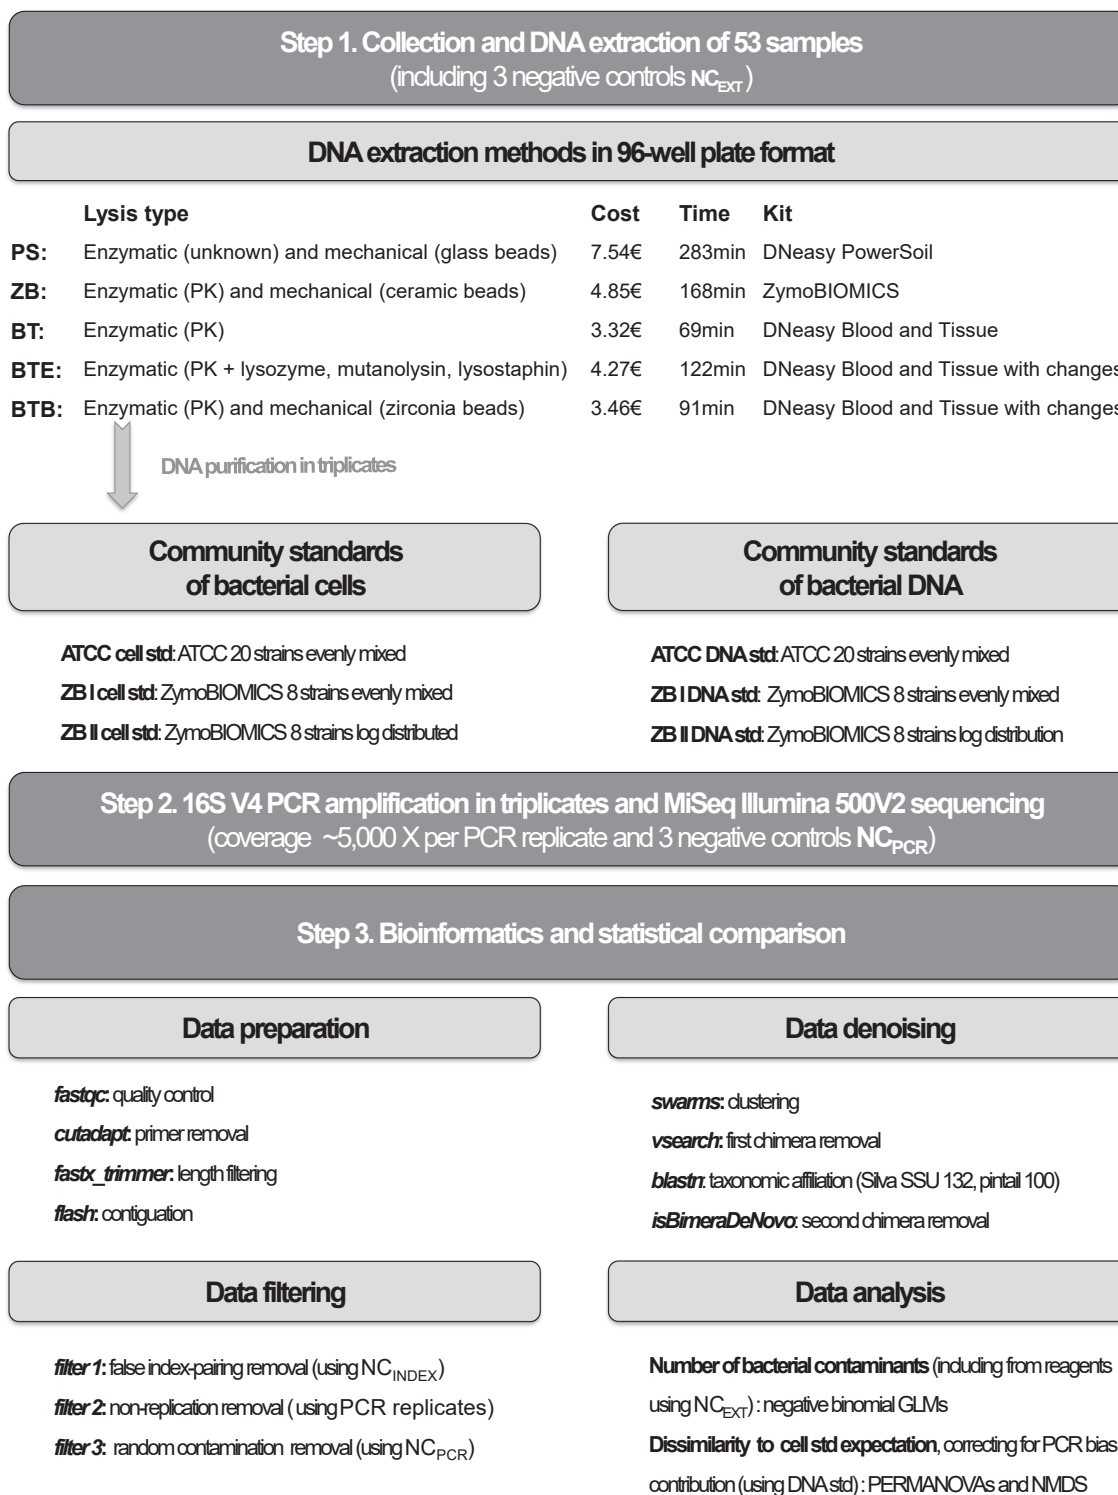 Step 1. Collection and DNA extraction of 53 samples
(including 3 negative controls NCEXT)
DNA extraction methods in 96-well plate format
Lysis type Cost Time Kit
PS: Enzymatic (unknown) and mechanical (glass beads) 7.54€ 283min DNeasy PowerSoil
ZB: Enzymatic (PK) and mechanical (ceramic beads) 4.85€ 168min ZymoBIOMICS
BT: Enzymatic (PK) 3.32€ 69min DNeasy Blood and Tissue
BTE: Enzymatic (PK + lysozyme, mutanolysin, lysostaphin) 4.27€ 122min DNeasy Blood and Tissue with changes
BTB: Enzymatic (PK) and mechanical (zirconia beads) 3.46€ 91min DNeasy Blood and Tissue with changes
DNA purification in triplicates
Community standards
of bacterial cells
ATCC cell std: ATCC 20 strains evenly mixed
ZB I cell std: ZymoBIOMICS 8 strains evenly mixed
ZB II cell std: ZymoBIOMICS 8 strains log distributed
Community standards
of bacterial DNA
ATCC DNA std: ATCC 20 strains evenly mixed
ZB I DNA std: ZymoBIOMICS 8 strains evenly mixed
ZB II DNA std: ZymoBIOMICS 8 strains log distribution
Step 2. 16S V4 PCR amplification in triplicates and MiSeq Illumina 500V2 sequencing
(coverage ~5,000 X per PCR replicate and 3 negative controls NCPCR)
Step 3. Bioinformatics and statistical comparison
Data preparation
fastqc: quality control
cutadapt: primer removal
fastx_trimmer: length filtering
flash: contiguation
Data denoising
swarms: clustering
vsearch: first chimera removal
blastn: taxonomic affiliation (Silva SSU 132, pintail 100)
isBimeraDeNovo: second chimera removal
Data filtering
filter 1: false index-pairing removal (using NCINDEX)
filter 2: non-replication removal (using PCR replicates)
filter 3: random contamination removal (using NCPCR)
Data analysis
Number of bacterial contaminants (including from reagents
using NCEXT) : negative binomial GLMs
Dissimilarity to cell std expectation, correcting for PCR bias
contribution (using DNA std) : PERMANOVAs and NMDS